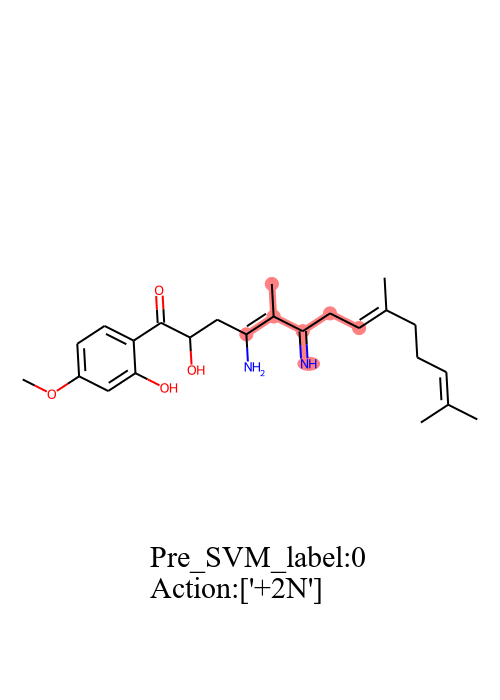 O
O
OH
OH
NH₂
NH
Pre_SVM_label:0
Action:['+2N']